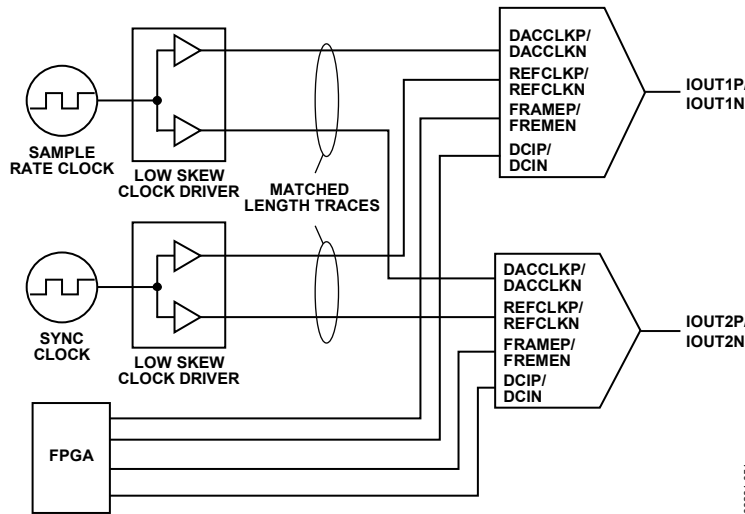 SAMPLE
RATE CLOCK
LOW SKEW
CLOCK DRIVER
MATCHED
LENGTH TRACES
SYNC
CLOCK
LOW SKEW
CLOCK DRIVER
FPGA
DACCLKP/
DACCLKN
REFCLKP/
REFCLKN
FRAMEP/
FREMEN
DCIP/
DCIN
IOUT1P/
IOUT1N
DACCLKP/
DACCLKN
REFCLKP/
REFCLKN
FRAMEP/
FREMEN
DCIP/
DCIN
IOUT2P/
IOUT2N